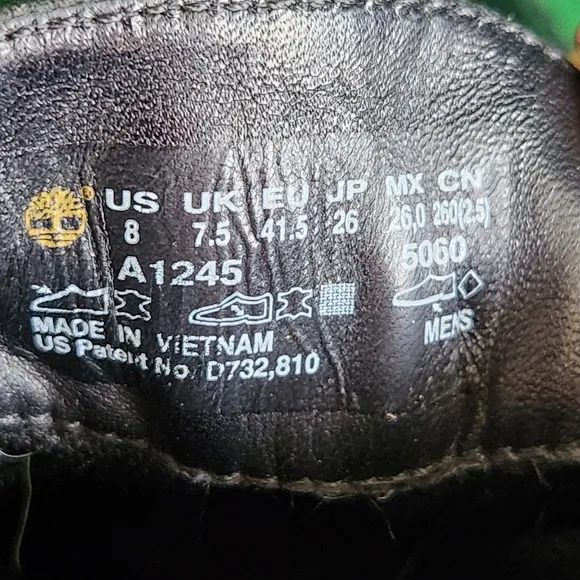 ® US UK EU JP MX CN
8 7.5 41.5 26 26.0 260(2.5)
A1245 5060
MADE IN VIETNAM MENS
US Patent No. D732,810